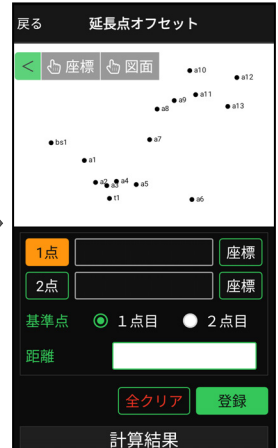 戻る 延長点オフセット
< 座標 図面
a10
a12
a9 a11
a8 a13
bs1 a7
a1
a2 a3 a4 a5
t1 a6
1点 座標
2点 座標
基準点 1点目 2点目
距離
全クリア 登録
計算結果